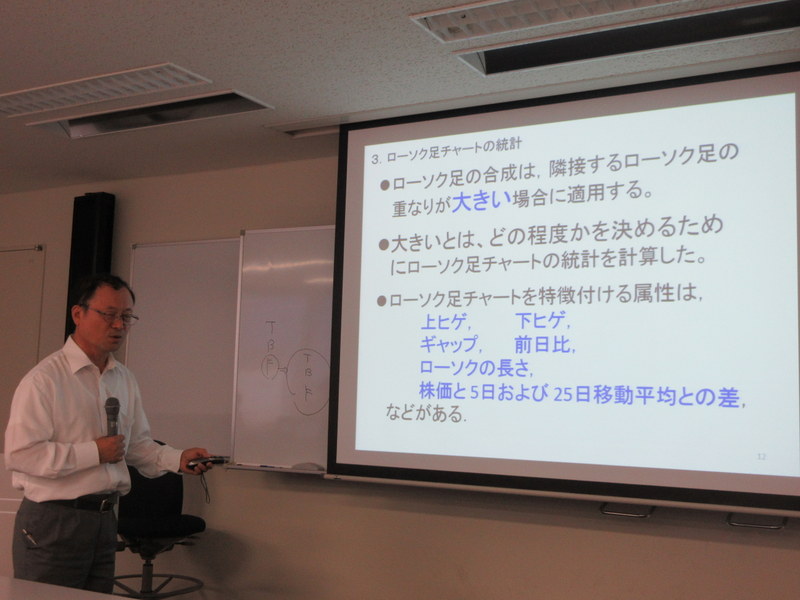 3. ローソク足チャートの統計
●ローソク足の合成は,隣接するローソク足の
重なりが大きい場合に適用する。
●大きいとは、どの程度かを決めるため
にローソク足チャートの統計を計算した。
●ローソク足チャートを特徴付ける属性は,
上ヒゲ, 下ヒゲ,
ギャップ, 前日比,
ローソクの長さ,
株価と5日および25日移動平均との差,
などがある.
12
T
B
F
T
B
F